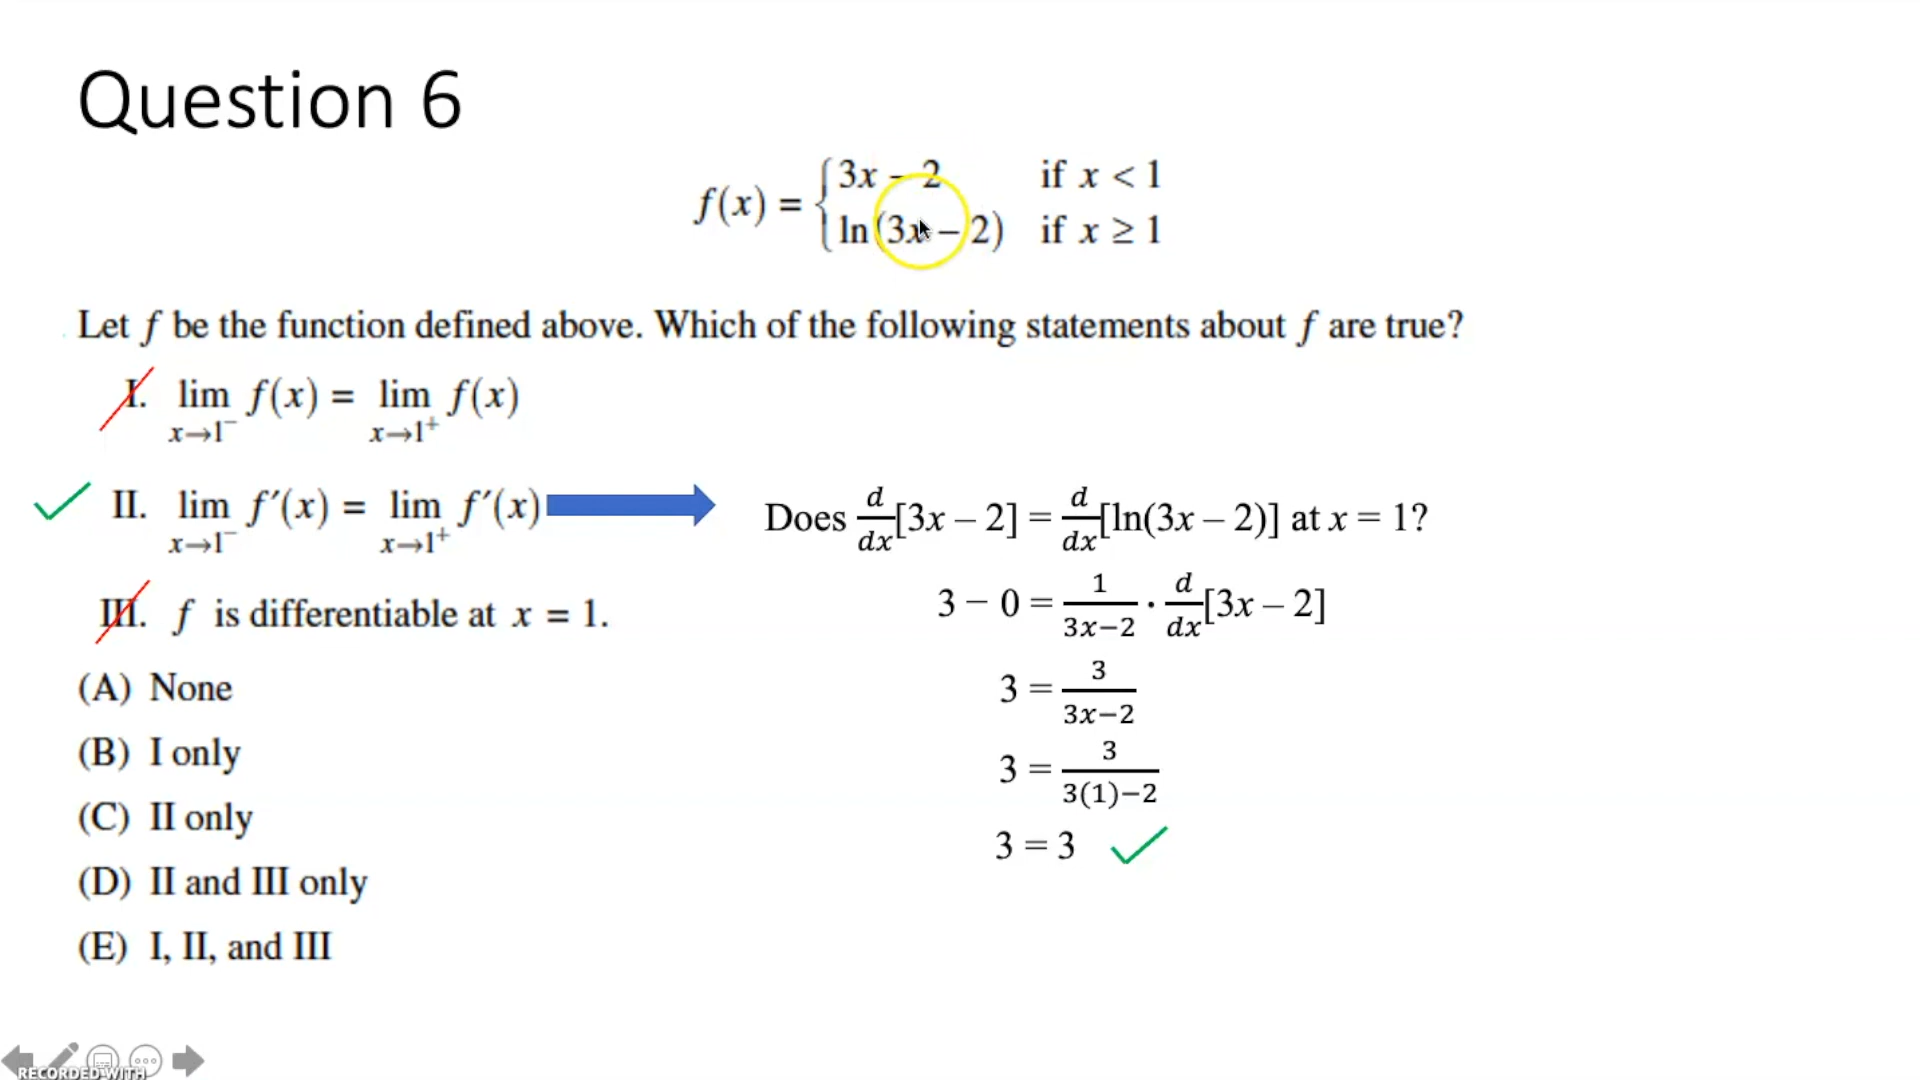 Question 6
f(x) = { 3x – 2 if x < 1
ln(3x – 2) if x ≥ 1
Let f be the function defined above. Which of the following statements about f are true?
I. lim x→1⁻ f(x) = lim x→1⁺ f(x)
II. lim x→1⁻ f′(x) = lim x→1⁺ f′(x)
III. f is differentiable at x = 1.
(A) None
(B) I only
(C) II only
(D) II and III only
(E) I, II, and III
Does d/dx[3x – 2] = d/dx[ln(3x – 2)] at x = 1?
3 – 0 = 1/(3x−2) · d/dx[3x – 2]
3 = 3/(3x−2)
3 = 3/(3(1)−2)
3 = 3
RECORDED WITH